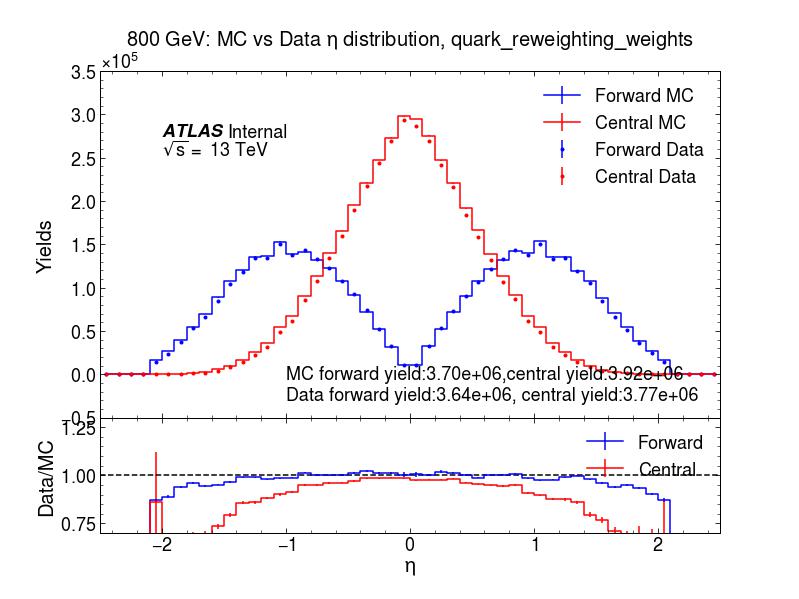 800 GeV: MC vs Data η distribution, quark_reweighting_weights
×10⁵
3.5
3.0
2.5
2.0
1.5
1.0
0.5
0.0
0.5
Yields
ATLAS Internal
√s = 13 TeV
Forward MC
Central MC
Forward Data
Central Data
MC forward yield:3.70e+06,central yield:3.92e+06
Data forward yield:3.64e+06, central yield:3.77e+06
1.25
1.00
0.75
Data/MC
Forward
Central
−2 −1 0 1 2
η